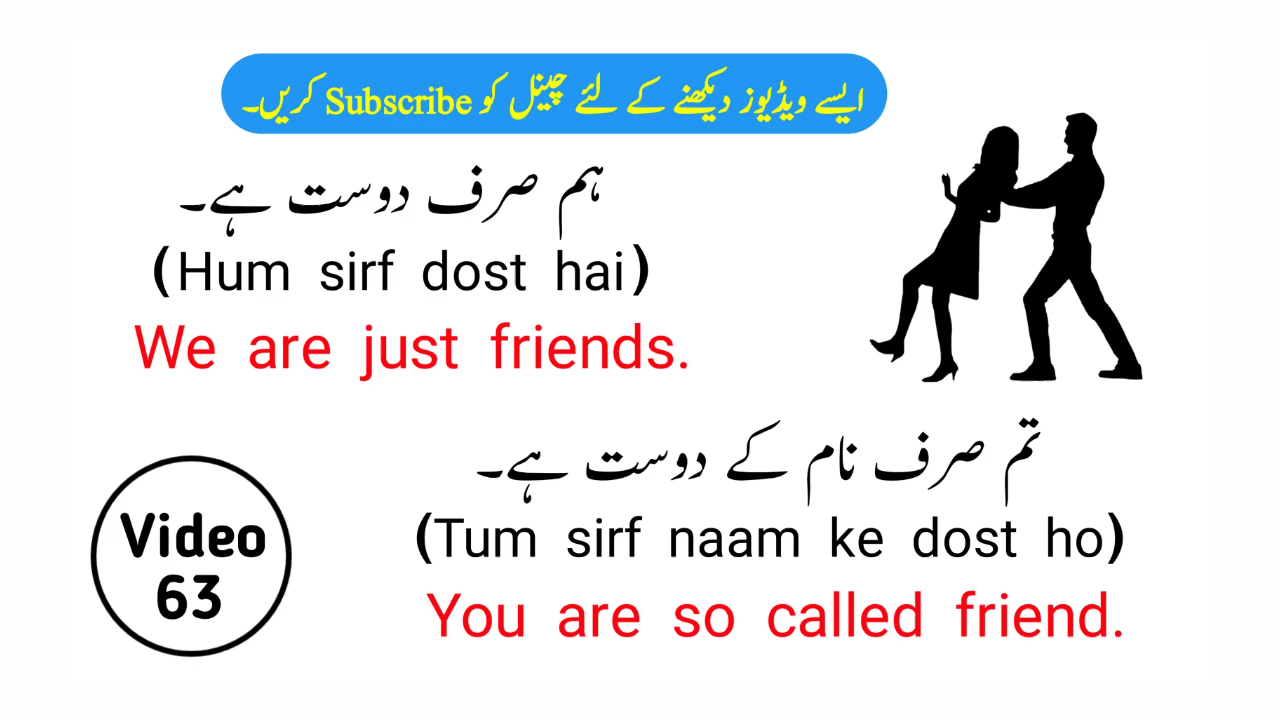 ایسے ویڈیوز دیکھنے کے لئے چینل کو Subscribe کریں۔
ہم صرف دوست ہے۔
(Hum sirf dost hai)
We are just friends.
تم صرف نام کے دوست ہے۔
(Tum sirf naam ke dost ho)
You are so called friend.
Video
63